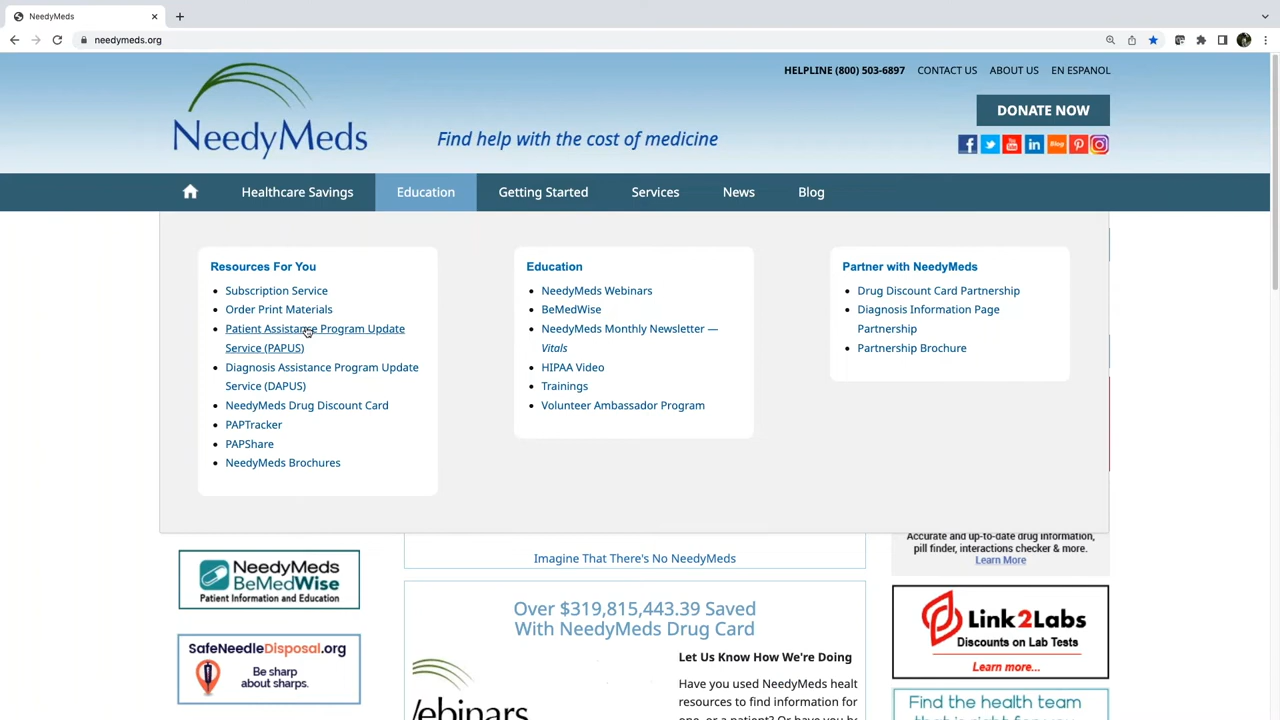 NeedyMeds
needymeds.org
HELPLINE (800) 503-6897 CONTACT US ABOUT US EN ESPANOL
NeedyMeds
Find help with the cost of medicine
DONATE NOW
Blog
Healthcare Savings Education Getting Started Services News Blog
Resources For You
Subscription Service
Order Print Materials
Patient Assistance Program Update
Service (PAPUS)
Diagnosis Assistance Program Update
Service (DAPUS)
NeedyMeds Drug Discount Card
PAPTracker
PAPShare
NeedyMeds Brochures
Education
NeedyMeds Webinars
BeMedWise
NeedyMeds Monthly Newsletter —
Vitals
HIPAA Video
Trainings
Volunteer Ambassador Program
Partner with NeedyMeds
Drug Discount Card Partnership
Diagnosis Information Page
Partnership
Partnership Brochure
NeedyMeds
BeMedWise
Patient Information and Education
SafeNeedleDisposal.org
Be sharp
about sharps.
Imagine That There's No NeedyMeds
Over $319,815,443.39 Saved
With NeedyMeds Drug Card
Let Us Know How We're Doing
Have you used NeedyMeds healt
resources to find information for
Accurate and up-to-date drug information,
pill finder, interactions checker & more.
Learn More
Link2Labs
Discounts on Lab Tests
Learn more...
Find the health team